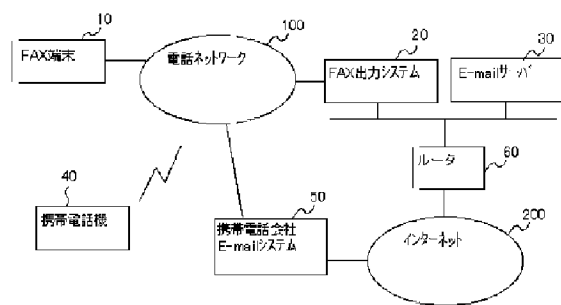 10
FAX端末
100
電話ネットワーク
20
FAX出力システム
30
E-mailサーバ
ルータ
60
40
携帯電話機
50
携帯電話会社
E-mailシステム
200
インターネット